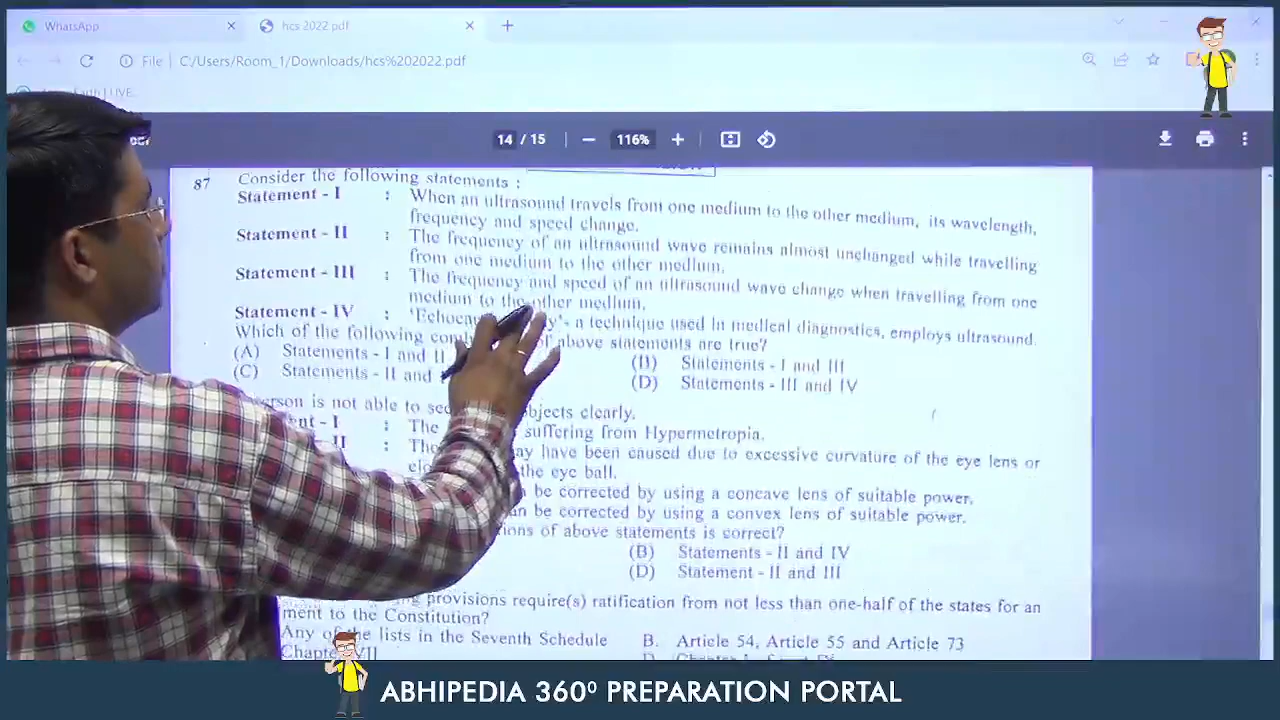 WhatsApp
hcs 2022 pdf
File | C:/Users/Room_1/Downloads/hcs%202022.pdf
LIVE
14 / 15
116%
87 Consider the following statements :
Statement - I : When an ultrasound travels from one medium to the other medium, its wavelength,
frequency and speed change.
Statement - II : The frequency of an ultrasound wave remains almost unchanged while travelling
from one medium to the other medium.
Statement - III : The frequency and speed of an ultrasound wave change when travelling from one
medium to the other medium.
Statement - IV : - a technique used in medical diagnostics, employs ultrasound.
Which of the following of above statements are true?
(A) Statements - I and II
(B) Statements - I and III
(C) Statements - II and
(D) Statements - III and IV
is not able to objects clearly.
- I : The suffering from Hypermetropia.
II : may have been caused due to excessive curvature of the eye lens or
the eye ball.
be corrected by using a concave lens of suitable power.
be corrected by using a convex lens of suitable power.
of above statements is correct?
(B) Statements - II and IV
(D) Statement - II and III
provisions require(s) ratification from not less than one-half of the states for an
to the Constitution?
Any of the lists in the Seventh Schedule
B. Article 54, Article 55 and Article 73
ABHIPEDIA 360⁰ PREPARATION PORTAL